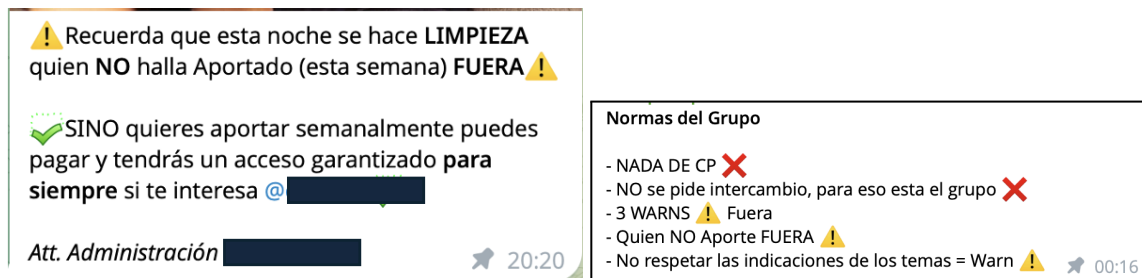 ⚠️Recuerda que esta noche se hace LIMPIEZA
quien NO halla Aportado (esta semana) FUERA⚠️
✅SINO quieres aportar semanalmente puedes
pagar y tendrás un acceso garantizado para
siempre si te interesa @
Att. Administración
20:20
Normas del Grupo
- NADA DE CP ❌
- NO se pide intercambio, para eso esta el grupo ❌
- 3 WARNS ⚠️ Fuera
- Quien NO Aporte FUERA ⚠️
- No respetar las indicaciones de los temas = Warn ⚠️
00:16